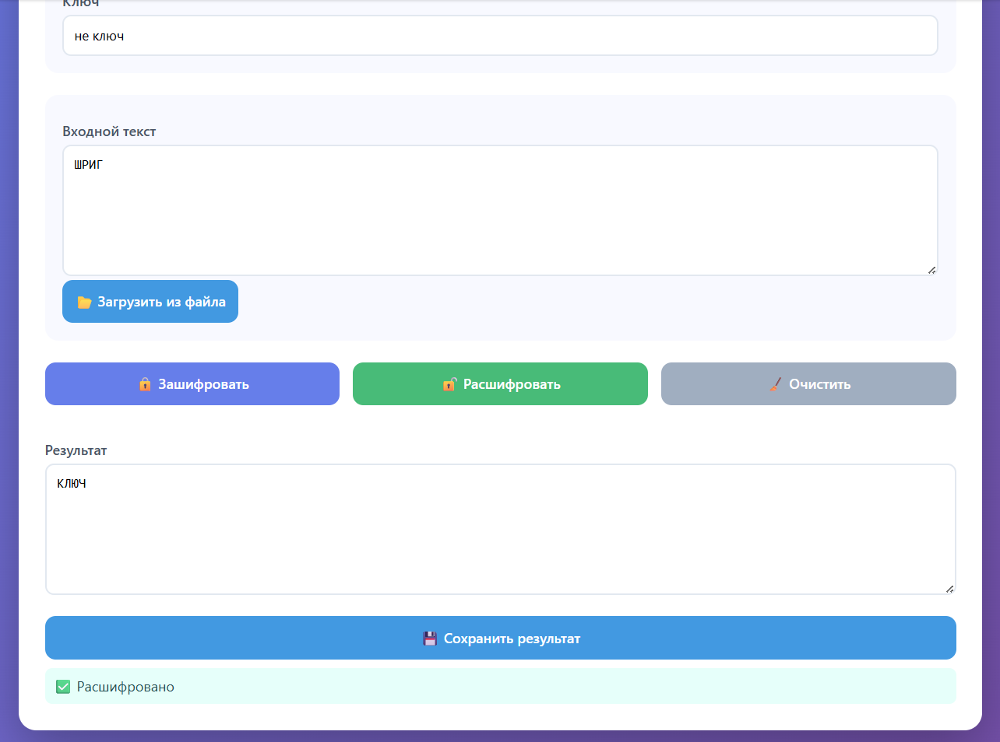 Ключ
не ключ
Входной текст
ШРИГ
Загрузить из файла
Зашифровать
Расшифровать
Очистить
Результат
КЛЮЧ
Сохранить результат
Расшифровано